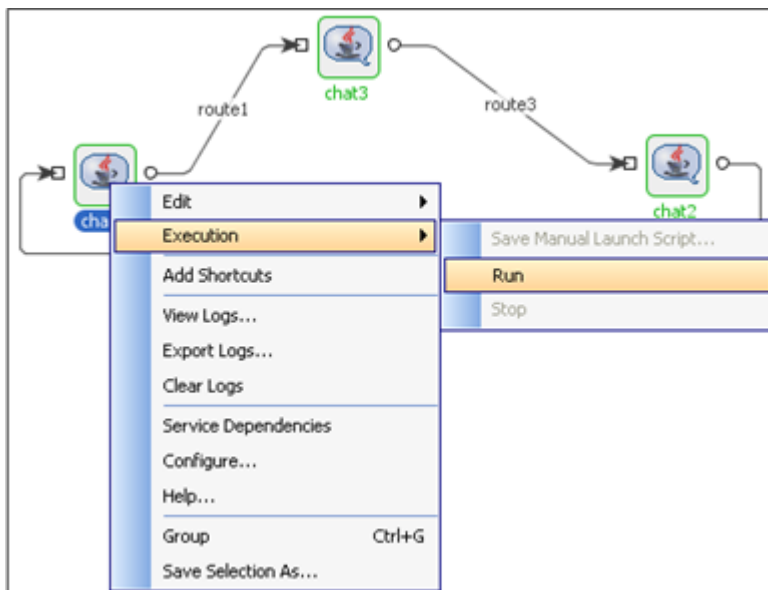 chat3
route1
route3
chat2
cha
Edit
Execution
Save Manual Launch Script...
Run
Stop
Add Shortcuts
View Logs...
Export Logs...
Clear Logs
Service Dependencies
Configure...
Help...
Group Ctrl+G
Save Selection As...